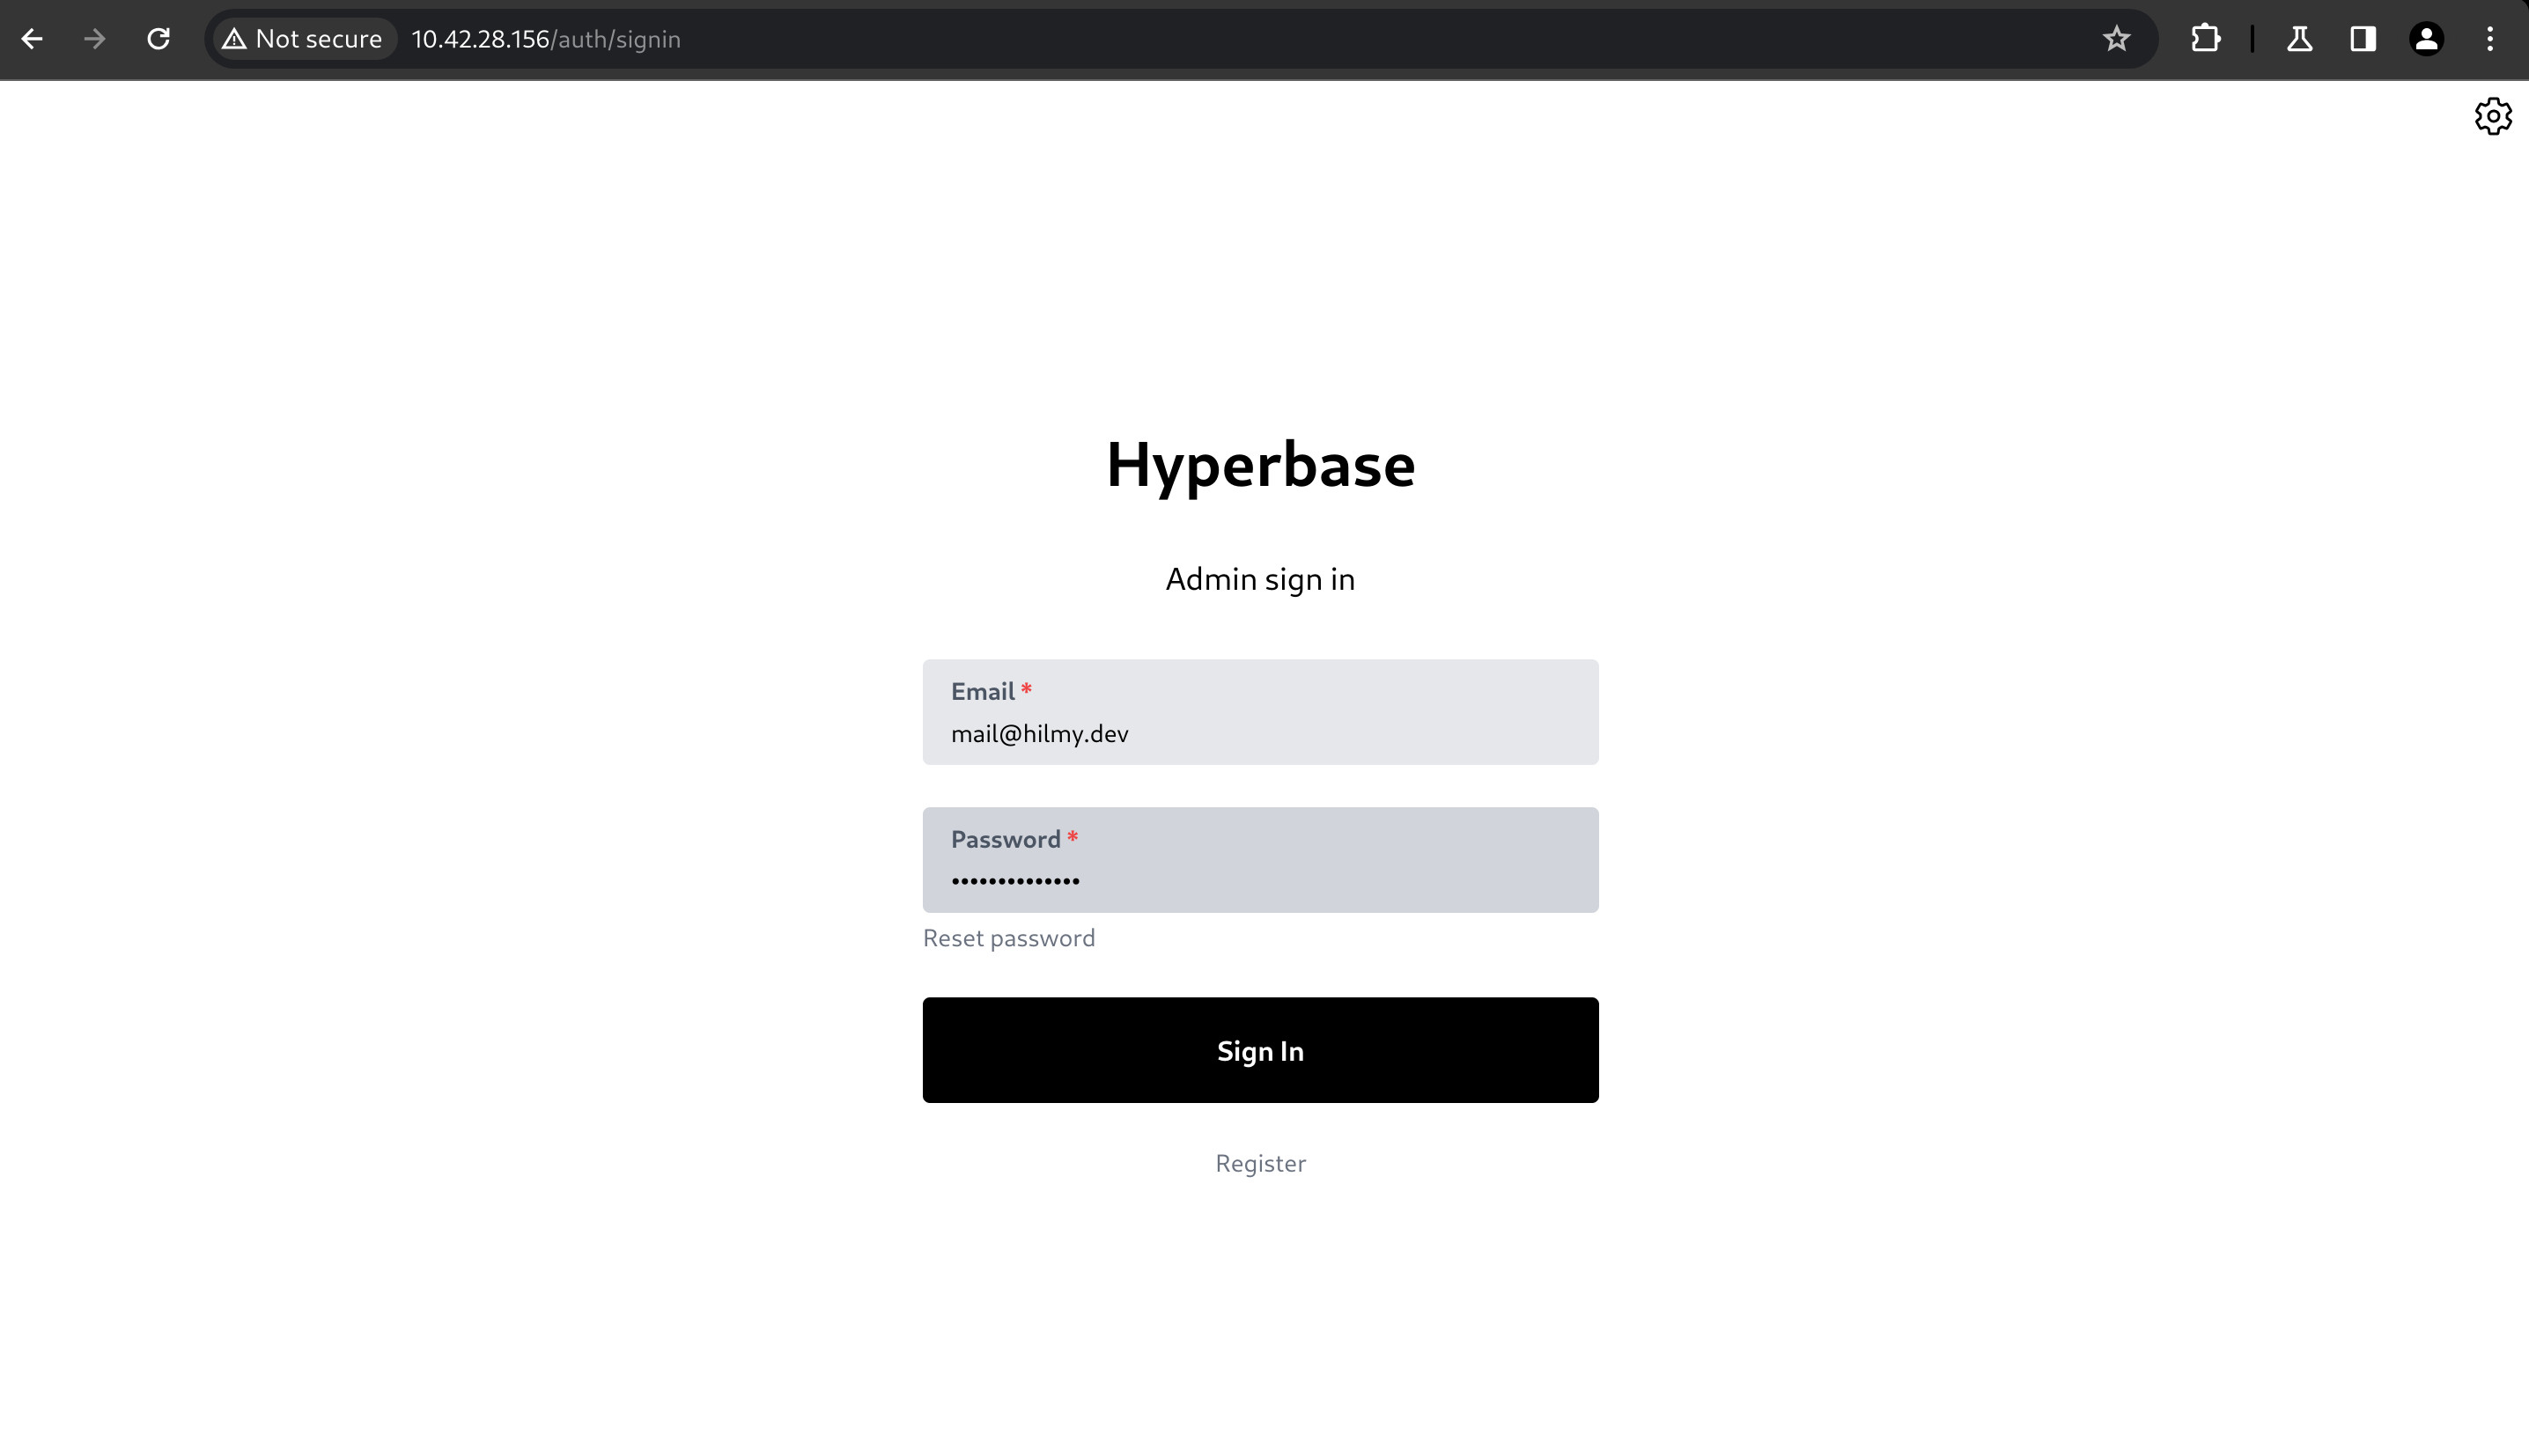 Not secure 10.42.28.156/auth/signin
Hyperbase
Admin sign in
Email *
mail@hilmy.dev
Password *
••••••••••••••
Reset password
Sign In
Register